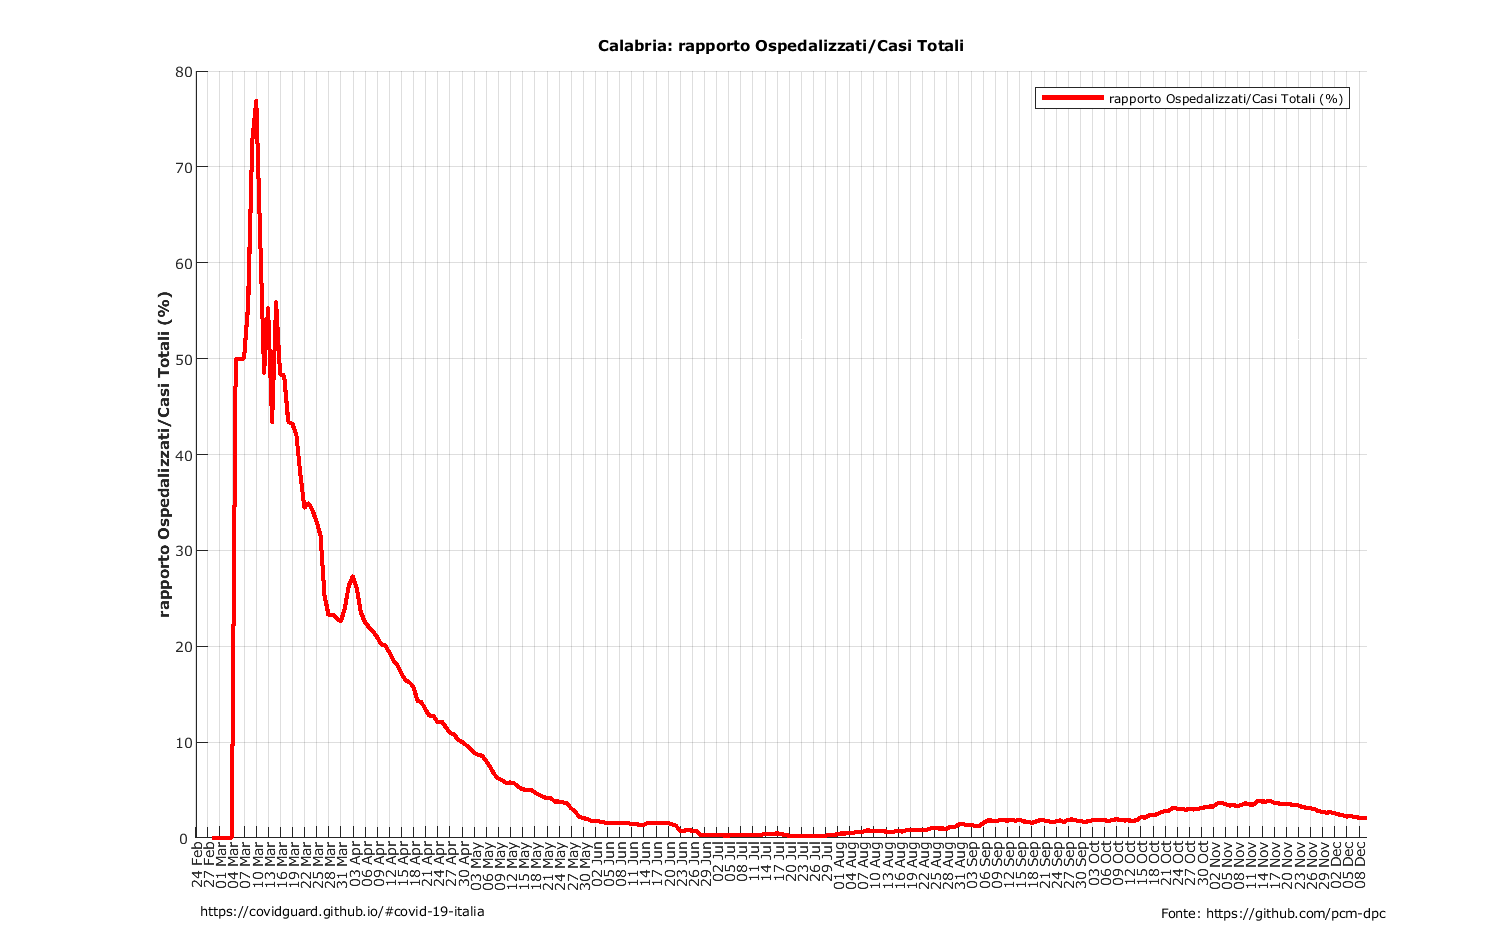 Calabria: rapporto Ospedalizzati/Casi Totali
rapporto Ospedalizzati/Casi Totali (%)
rapporto Ospedalizzati/Casi Totali (%)
80
70
60
50
40
30
20
10
0
24 Feb
27 Feb
01 Mar
04 Mar
07 Mar
10 Mar
13 Mar
16 Mar
19 Mar
22 Mar
25 Mar
28 Mar
31 Mar
03 Apr
06 Apr
09 Apr
12 Apr
15 Apr
18 Apr
21 Apr
24 Apr
27 Apr
30 Apr
03 May
06 May
09 May
12 May
15 May
18 May
21 May
24 May
27 May
30 May
02 Jun
05 Jun
08 Jun
11 Jun
14 Jun
17 Jun
20 Jun
23 Jun
26 Jun
29 Jun
02 Jul
05 Jul
08 Jul
11 Jul
14 Jul
17 Jul
20 Jul
23 Jul
26 Jul
29 Jul
01 Aug
04 Aug
07 Aug
10 Aug
13 Aug
16 Aug
19 Aug
22 Aug
25 Aug
28 Aug
31 Aug
03 Sep
06 Sep
09 Sep
12 Sep
15 Sep
18 Sep
21 Sep
24 Sep
27 Sep
30 Sep
03 Oct
06 Oct
09 Oct
12 Oct
15 Oct
18 Oct
21 Oct
24 Oct
27 Oct
30 Oct
02 Nov
05 Nov
08 Nov
11 Nov
14 Nov
17 Nov
20 Nov
23 Nov
26 Nov
29 Nov
02 Dec
05 Dec
08 Dec
https://covidguard.github.io/#covid-19-italia
Fonte: https://github.com/pcm-dpc